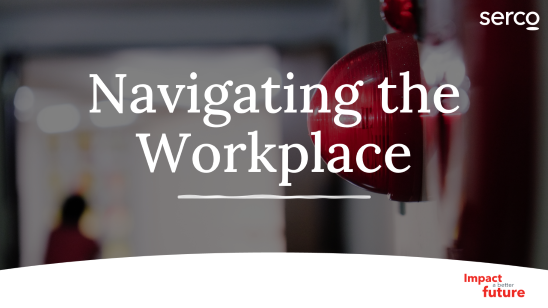 serco
Navigating the
Workplace
Impact
a better
future